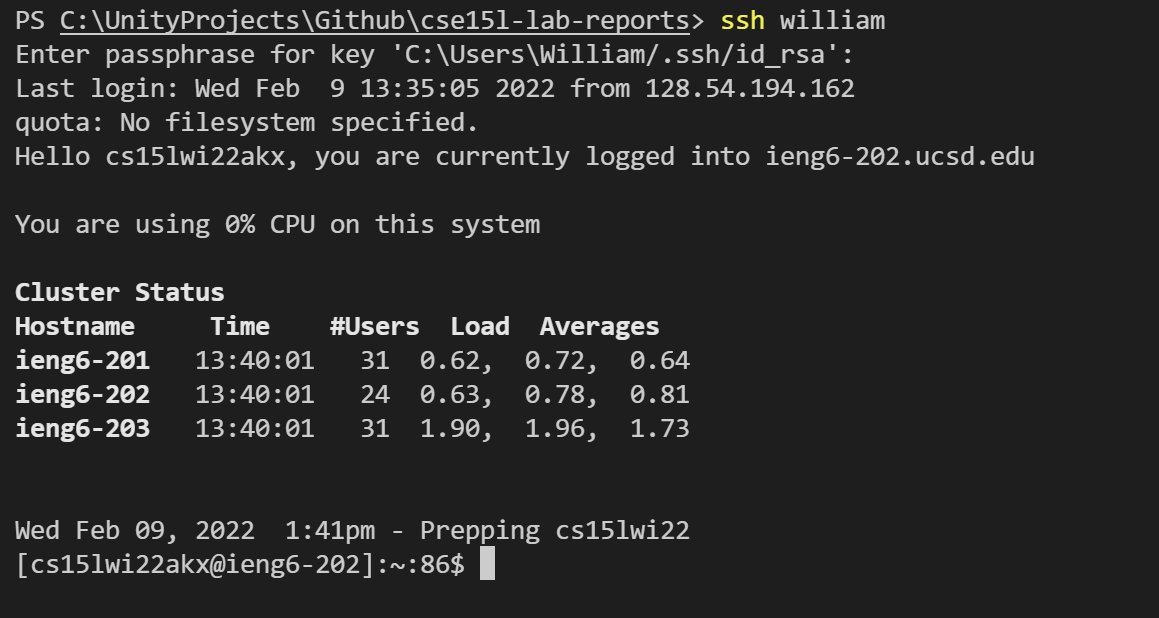 PS C:\UnityProjects\Github\cse15l-lab-reports> ssh william
Enter passphrase for key 'C:\Users\William/.ssh/id_rsa':
Last login: Wed Feb  9 13:35:05 2022 from 128.54.194.162
quota: No filesystem specified.
Hello cs15lwi22akx, you are currently logged into ieng6-202.ucsd.edu
You are using 0% CPU on this system
Cluster Status
Hostname     Time    #Users  Load  Averages
ieng6-201   13:40:01   31  0.62,  0.72,  0.64
ieng6-202   13:40:01   24  0.63,  0.78,  0.81
ieng6-203   13:40:01   31  1.90,  1.96,  1.73
Wed Feb 09, 2022  1:41pm - Prepping cs15lwi22
[cs15lwi22akx@ieng6-202]:~:86$